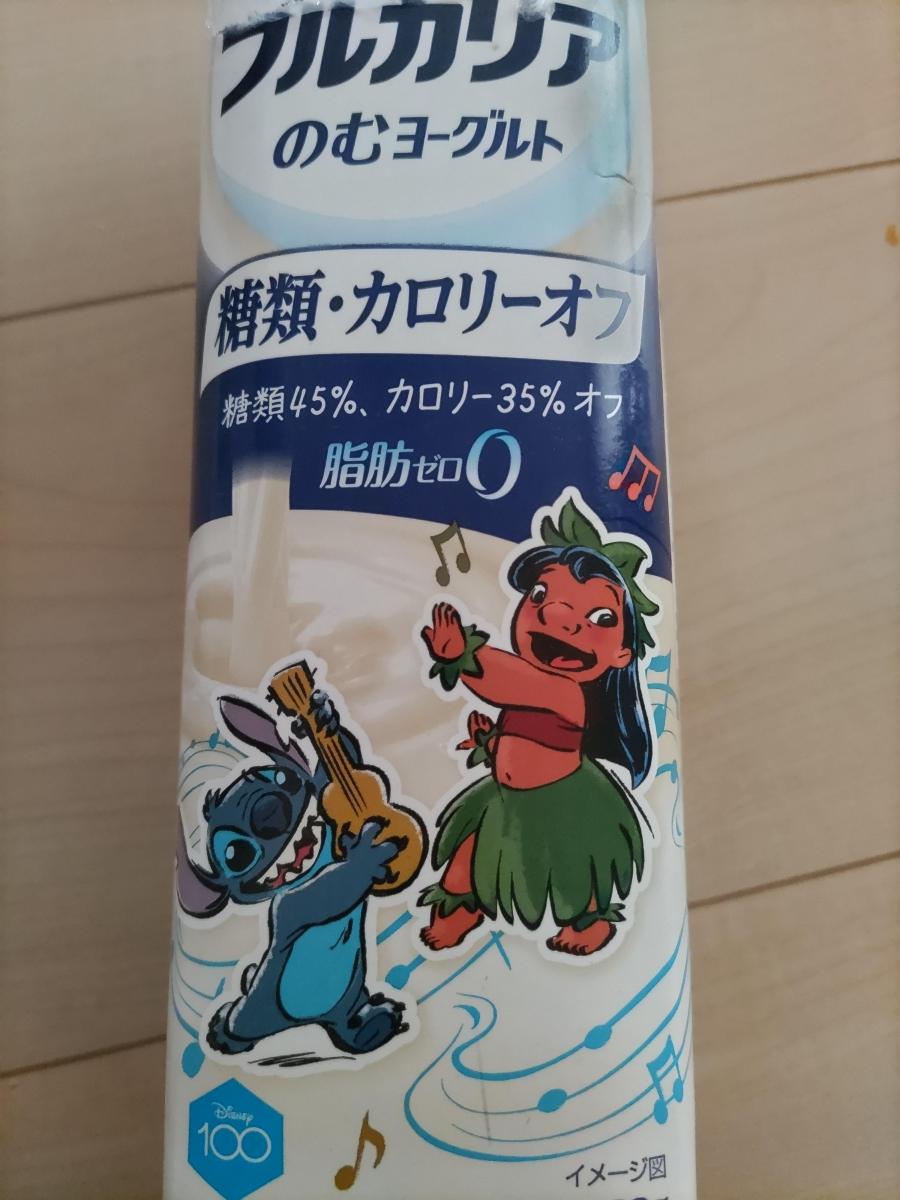 ブルガリア
のむヨーグルト
糖類・カロリーオフ
糖類45%、カロリー35%オフ
脂肪ゼロ0
Disney
100
イメージ図